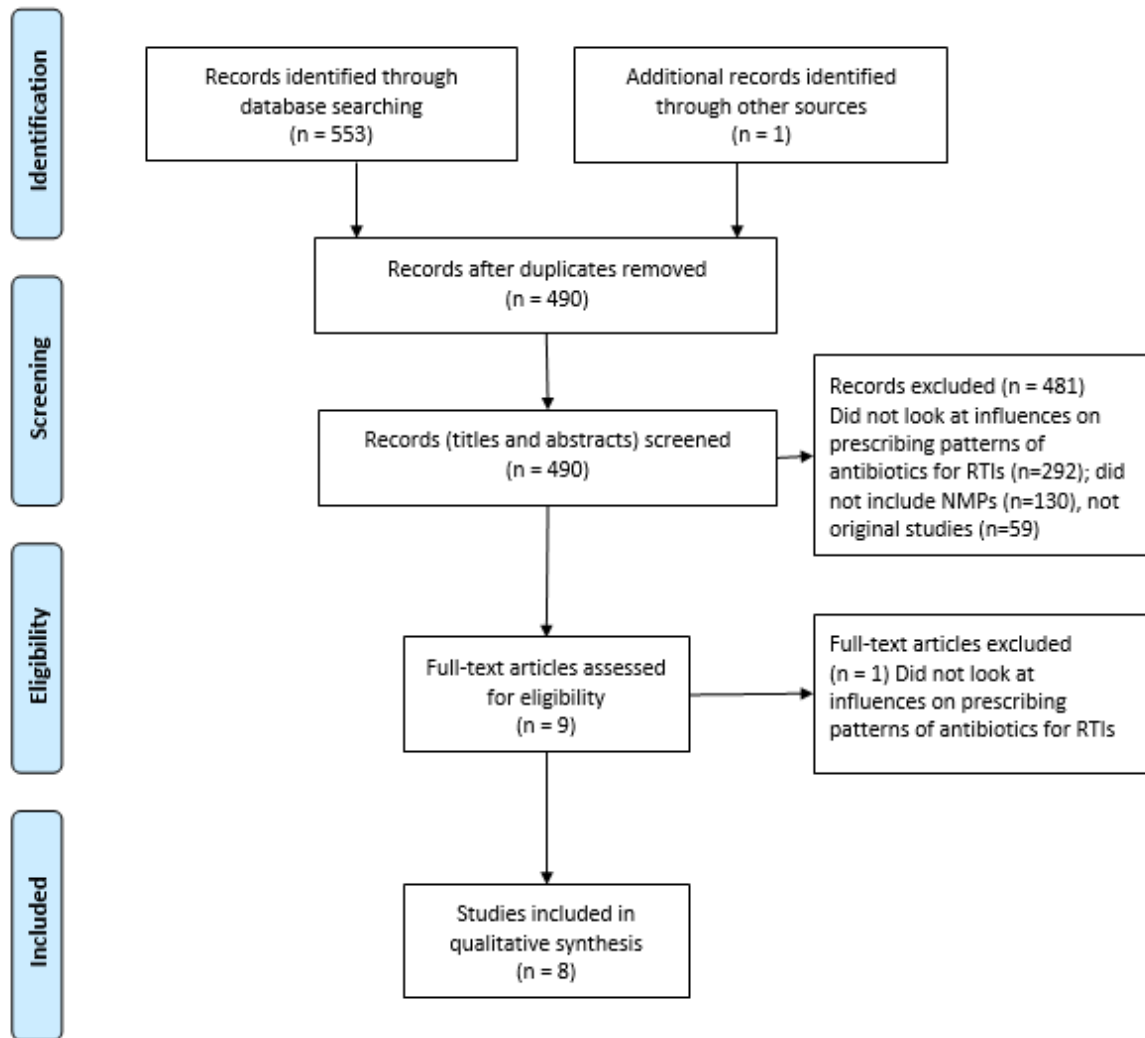 Identification
Records identified through
database searching
(n = 553)
Additional records identified
through other sources
(n = 1)
Records after duplicates removed
(n = 490)
Screening
Records (titles and abstracts) screened
(n = 490)
Records excluded (n = 481)
Did not look at influences on
prescribing patterns of
antibiotics for RTIs (n=292); did
not include NMPs (n=130), not
original studies (n=59)
Eligibility
Full-text articles assessed
for eligibility
(n = 9)
Full-text articles excluded
(n = 1) Did not look at
influences on prescribing
patterns of antibiotics for RTIs
Included
Studies included in
qualitative synthesis
(n = 8)